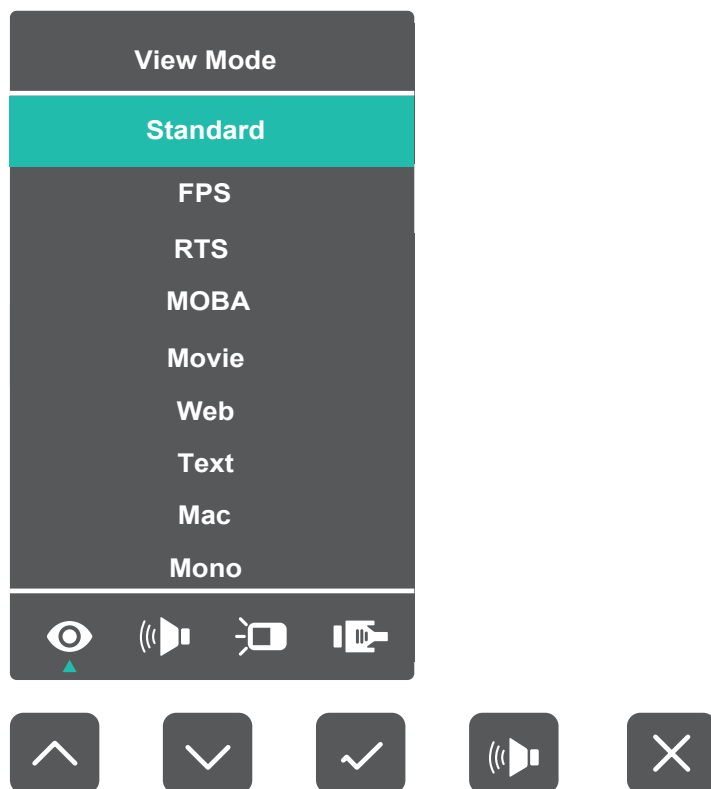 View Mode
Standard
FPS
RTS
MOBA
Movie
Web
Text
Mac
Mono